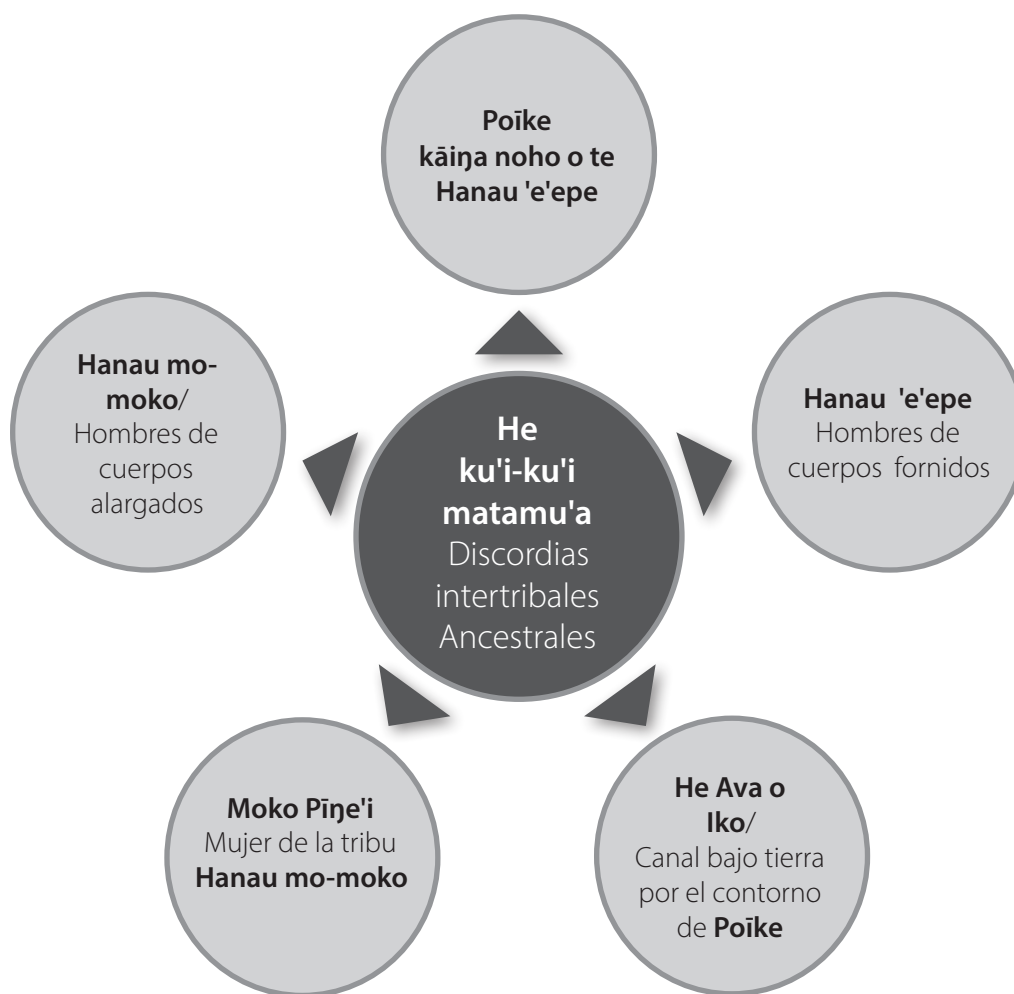 Poīke
kāiŋa noho o te
Hanau 'e'epe
Hanau mo-
moko/
Hombres de
cuerpos
alargados
Hanau 'e'epe
Hombres de
cuerpos fornidos
He
ku'i-ku'i
matamu'a
Discordias
intertribales
Ancestrales
Moko Pīŋe'i
Mujer de la tribu
Hanau mo-moko
He Ava o
Iko/
Canal bajo tierra
por el contorno
de Poīke